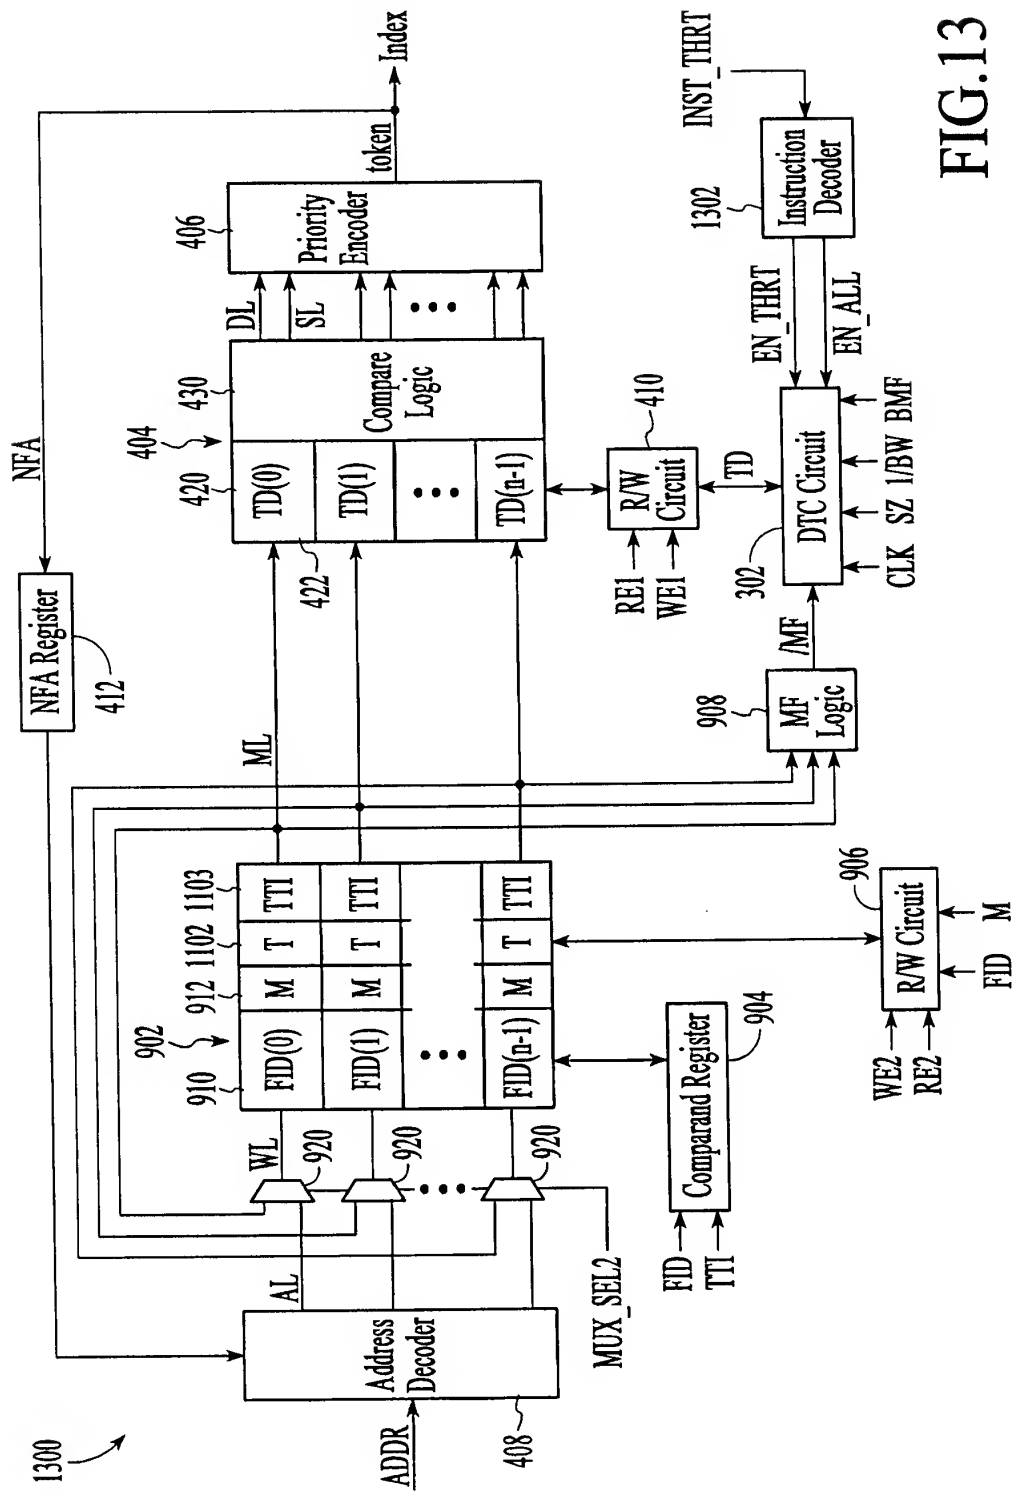 FIG.13
1300
NFA Register
412
NFA
ADDR
Address
Decoder
408
AL
WL
920
920
920
MUX_SEL2
902
910
912
1102
1103
FID(0)
M
T
TTI
FID(1)
M
T
TTI
FID(n-1)
M
T
TTI
ML
404
420
430
TD(0)
TD(1)
TD(n-1)
422
Compare
Logic
DL
SL
406
Priority
Encoder
token
Index
FID
TTI
Comparand Register
904
WE2
RE2
R/W Circuit
906
FID
M
908
MF
Logic
/MF
RE1
WE1
R/W
Circuit
410
TD
302
DTC Circuit
CLK
SZ
1/BW
BMF
EN_THRT
EN_ALL
1302
Instruction
Decoder
INST_THRT